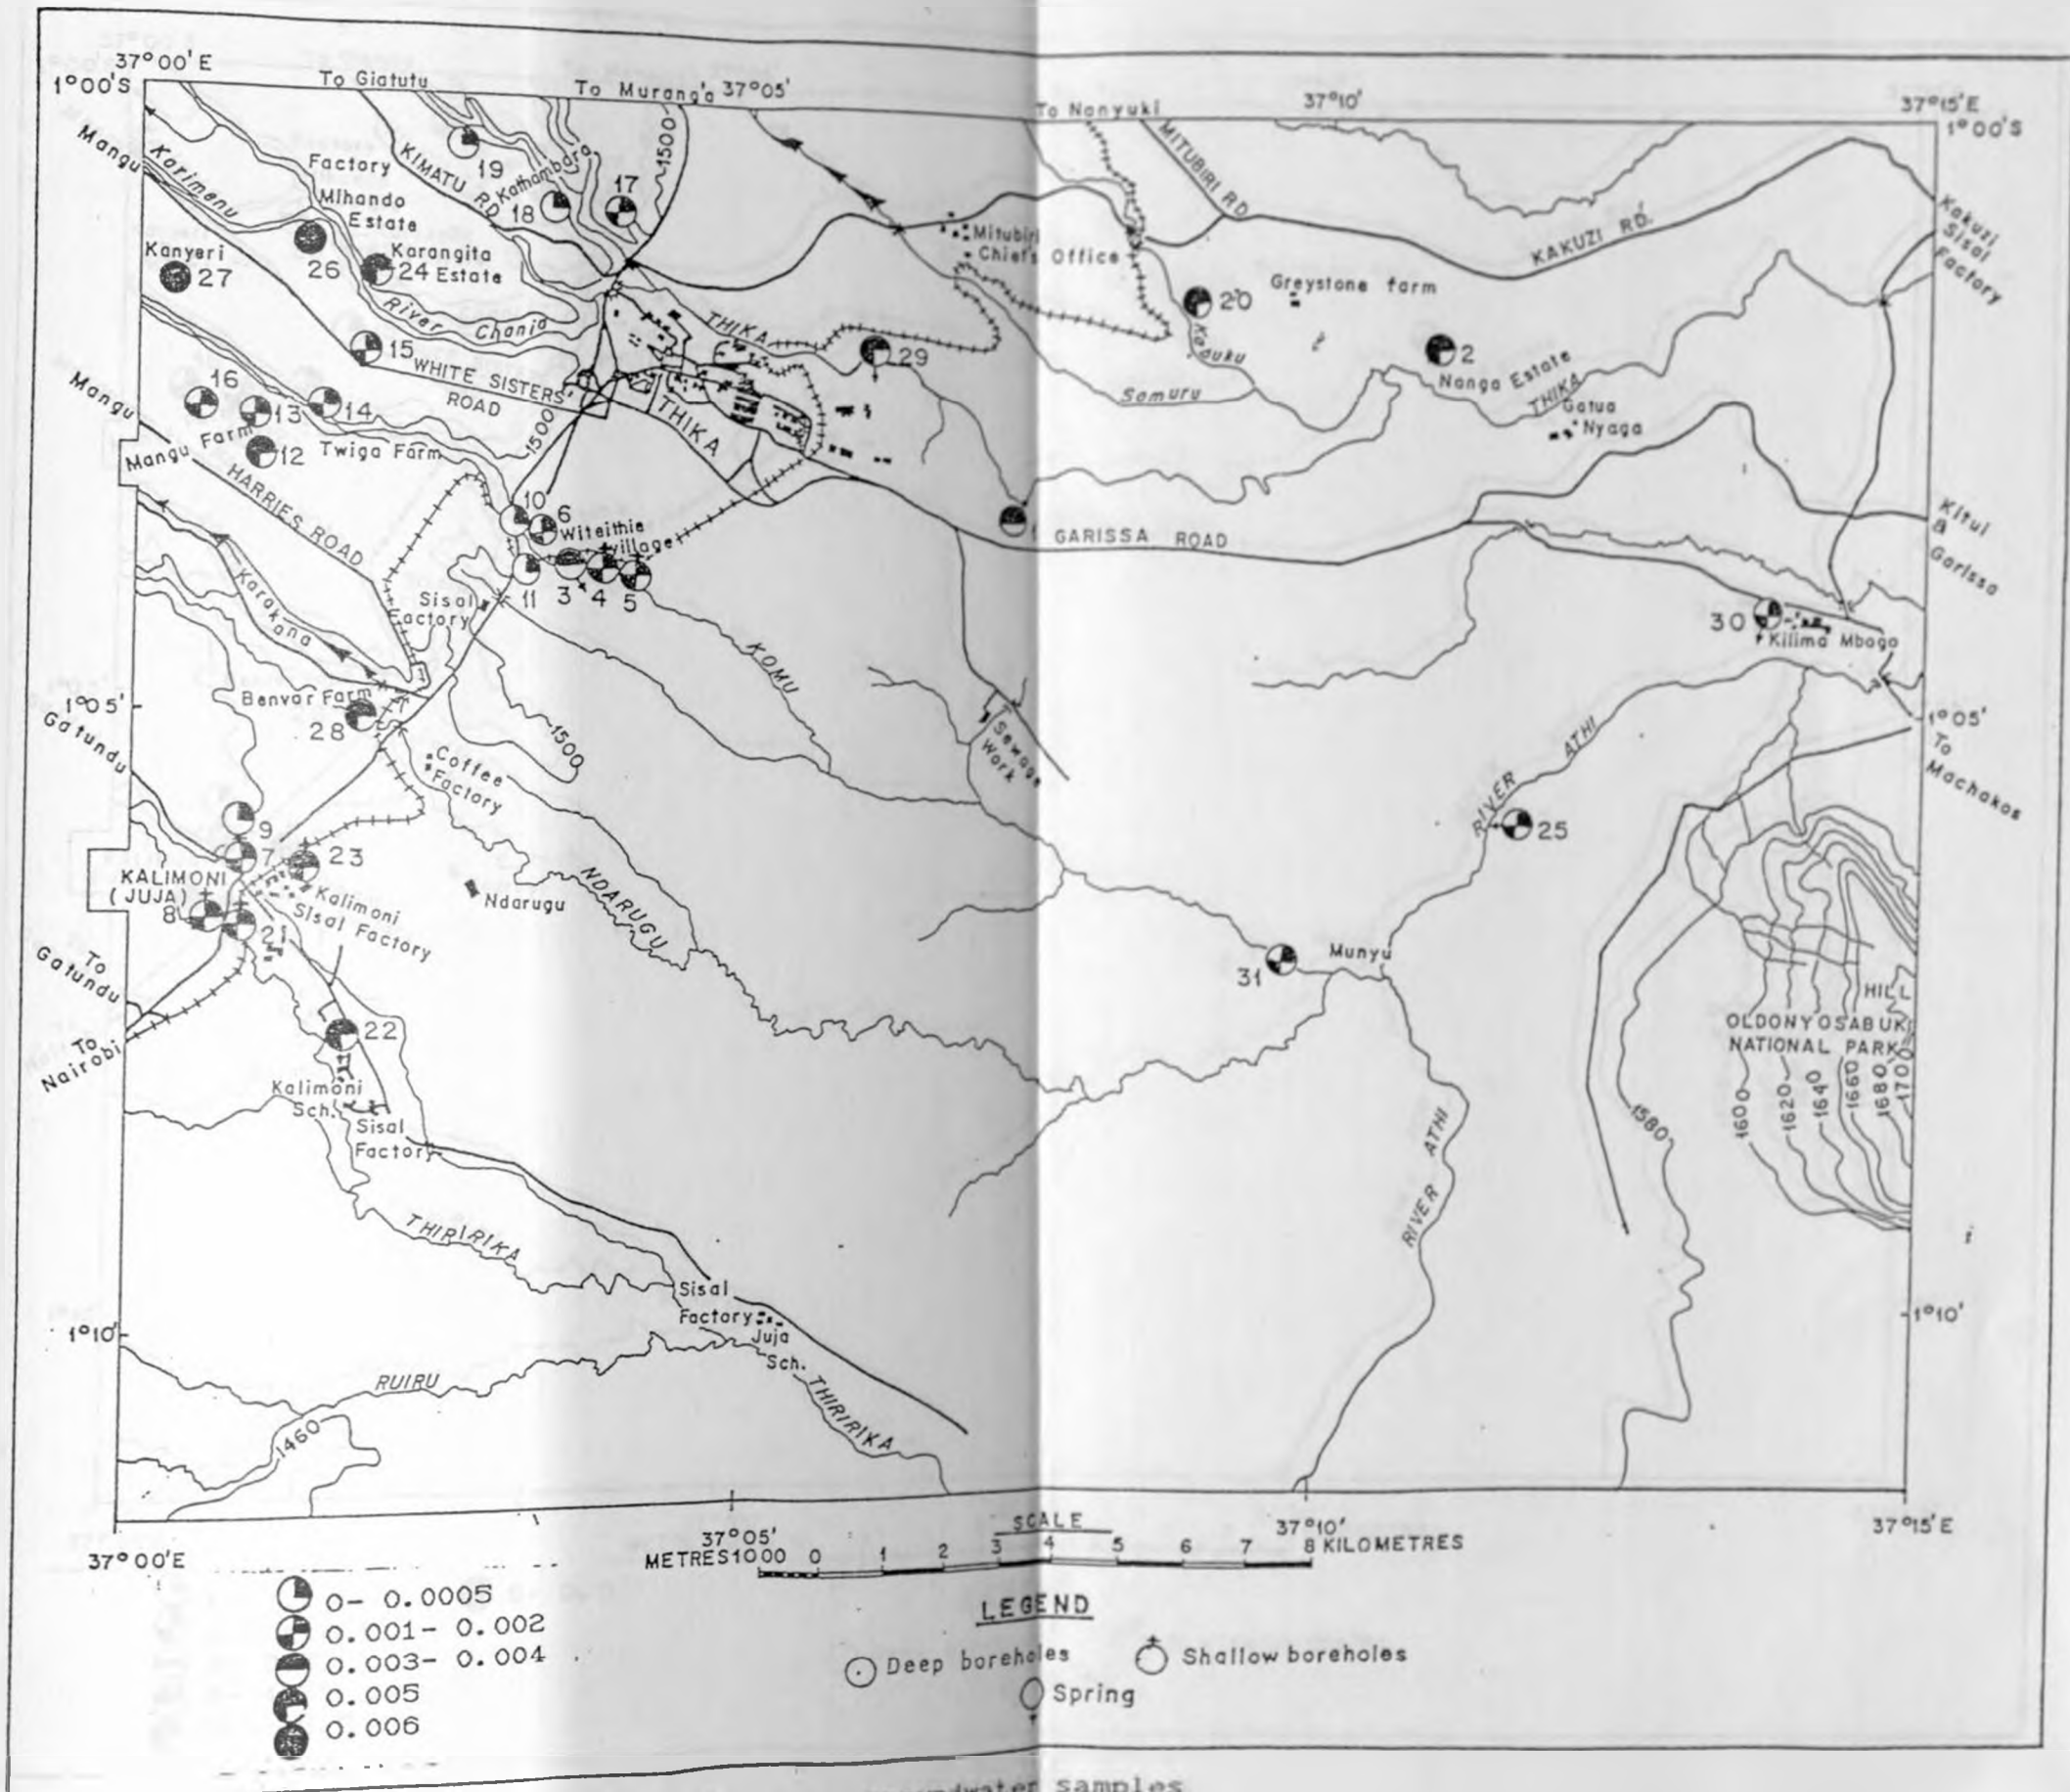 37°00'E
1°00'S
To Giatutu
To Murang'a
37°05'
To Nanyuki
37°10'
37°15'E
1°00'S
Mangu
Karimenu
Factory
Mihando
Estate
KIMATU RD
Kathambara
19
18
17
1500
MITUBIRI RD
KAKUZI RD.
Kakuzi
Sisal
Factory
Kanyeri
27
26
24
Karangita
Estate
River Chania
Mitubiri
Chief's Office
20
Greystone farm
15
WHITE SISTERS'
ROAD
THIKA
29
Kabuku
Samuru
2
Nanga Estate
THIKA
Gatua
Nyaga
Mangu
16
13
14
Mangu Farm
12
Twiga Farm
1500
THIKA
HARRIES ROAD
10
6
Witeithie
village
11
3
4
5
1
GARISSA ROAD
Kitui
a
Garissa
Karakana
Sisal
Factory
KOMU
30
Kilima Mbogo
1°05'
Gatundu
Benvar Farm
28
1500
Coffee
Factory
Sewage
Work
RIVER ATHI
1°05'
To
Machakos
9
7
23
25
KALIMONI
(JUJA)
8
21
Kalimoni
Sisal Factory
Ndarugu
NDARUGU
31
Munyu
To
Gatundu
To
Nairobi
22
Kalimoni
Sch.
Sisal
Factory
HILL
OLDONYOSABUK
NATIONAL PARK
1580
1600
1620
1640
1660
1680
1700
RIVER ATHI
THIRIRIKA
Sisal
Factory
Juja
Sch.
1°10'
1°10'
RUIRU
THIRIRIKA
1460
37°00'E
37°05'
37°10'
37°15'E
SCALE
METRES1000 0 1 2 3 4 5 6 7 8 KILOMETRES
0- 0.0005
0.001- 0.002
0.003- 0.004
0.005
0.006
LEGEND
Deep boreholes
Shallow boreholes
Spring
samples